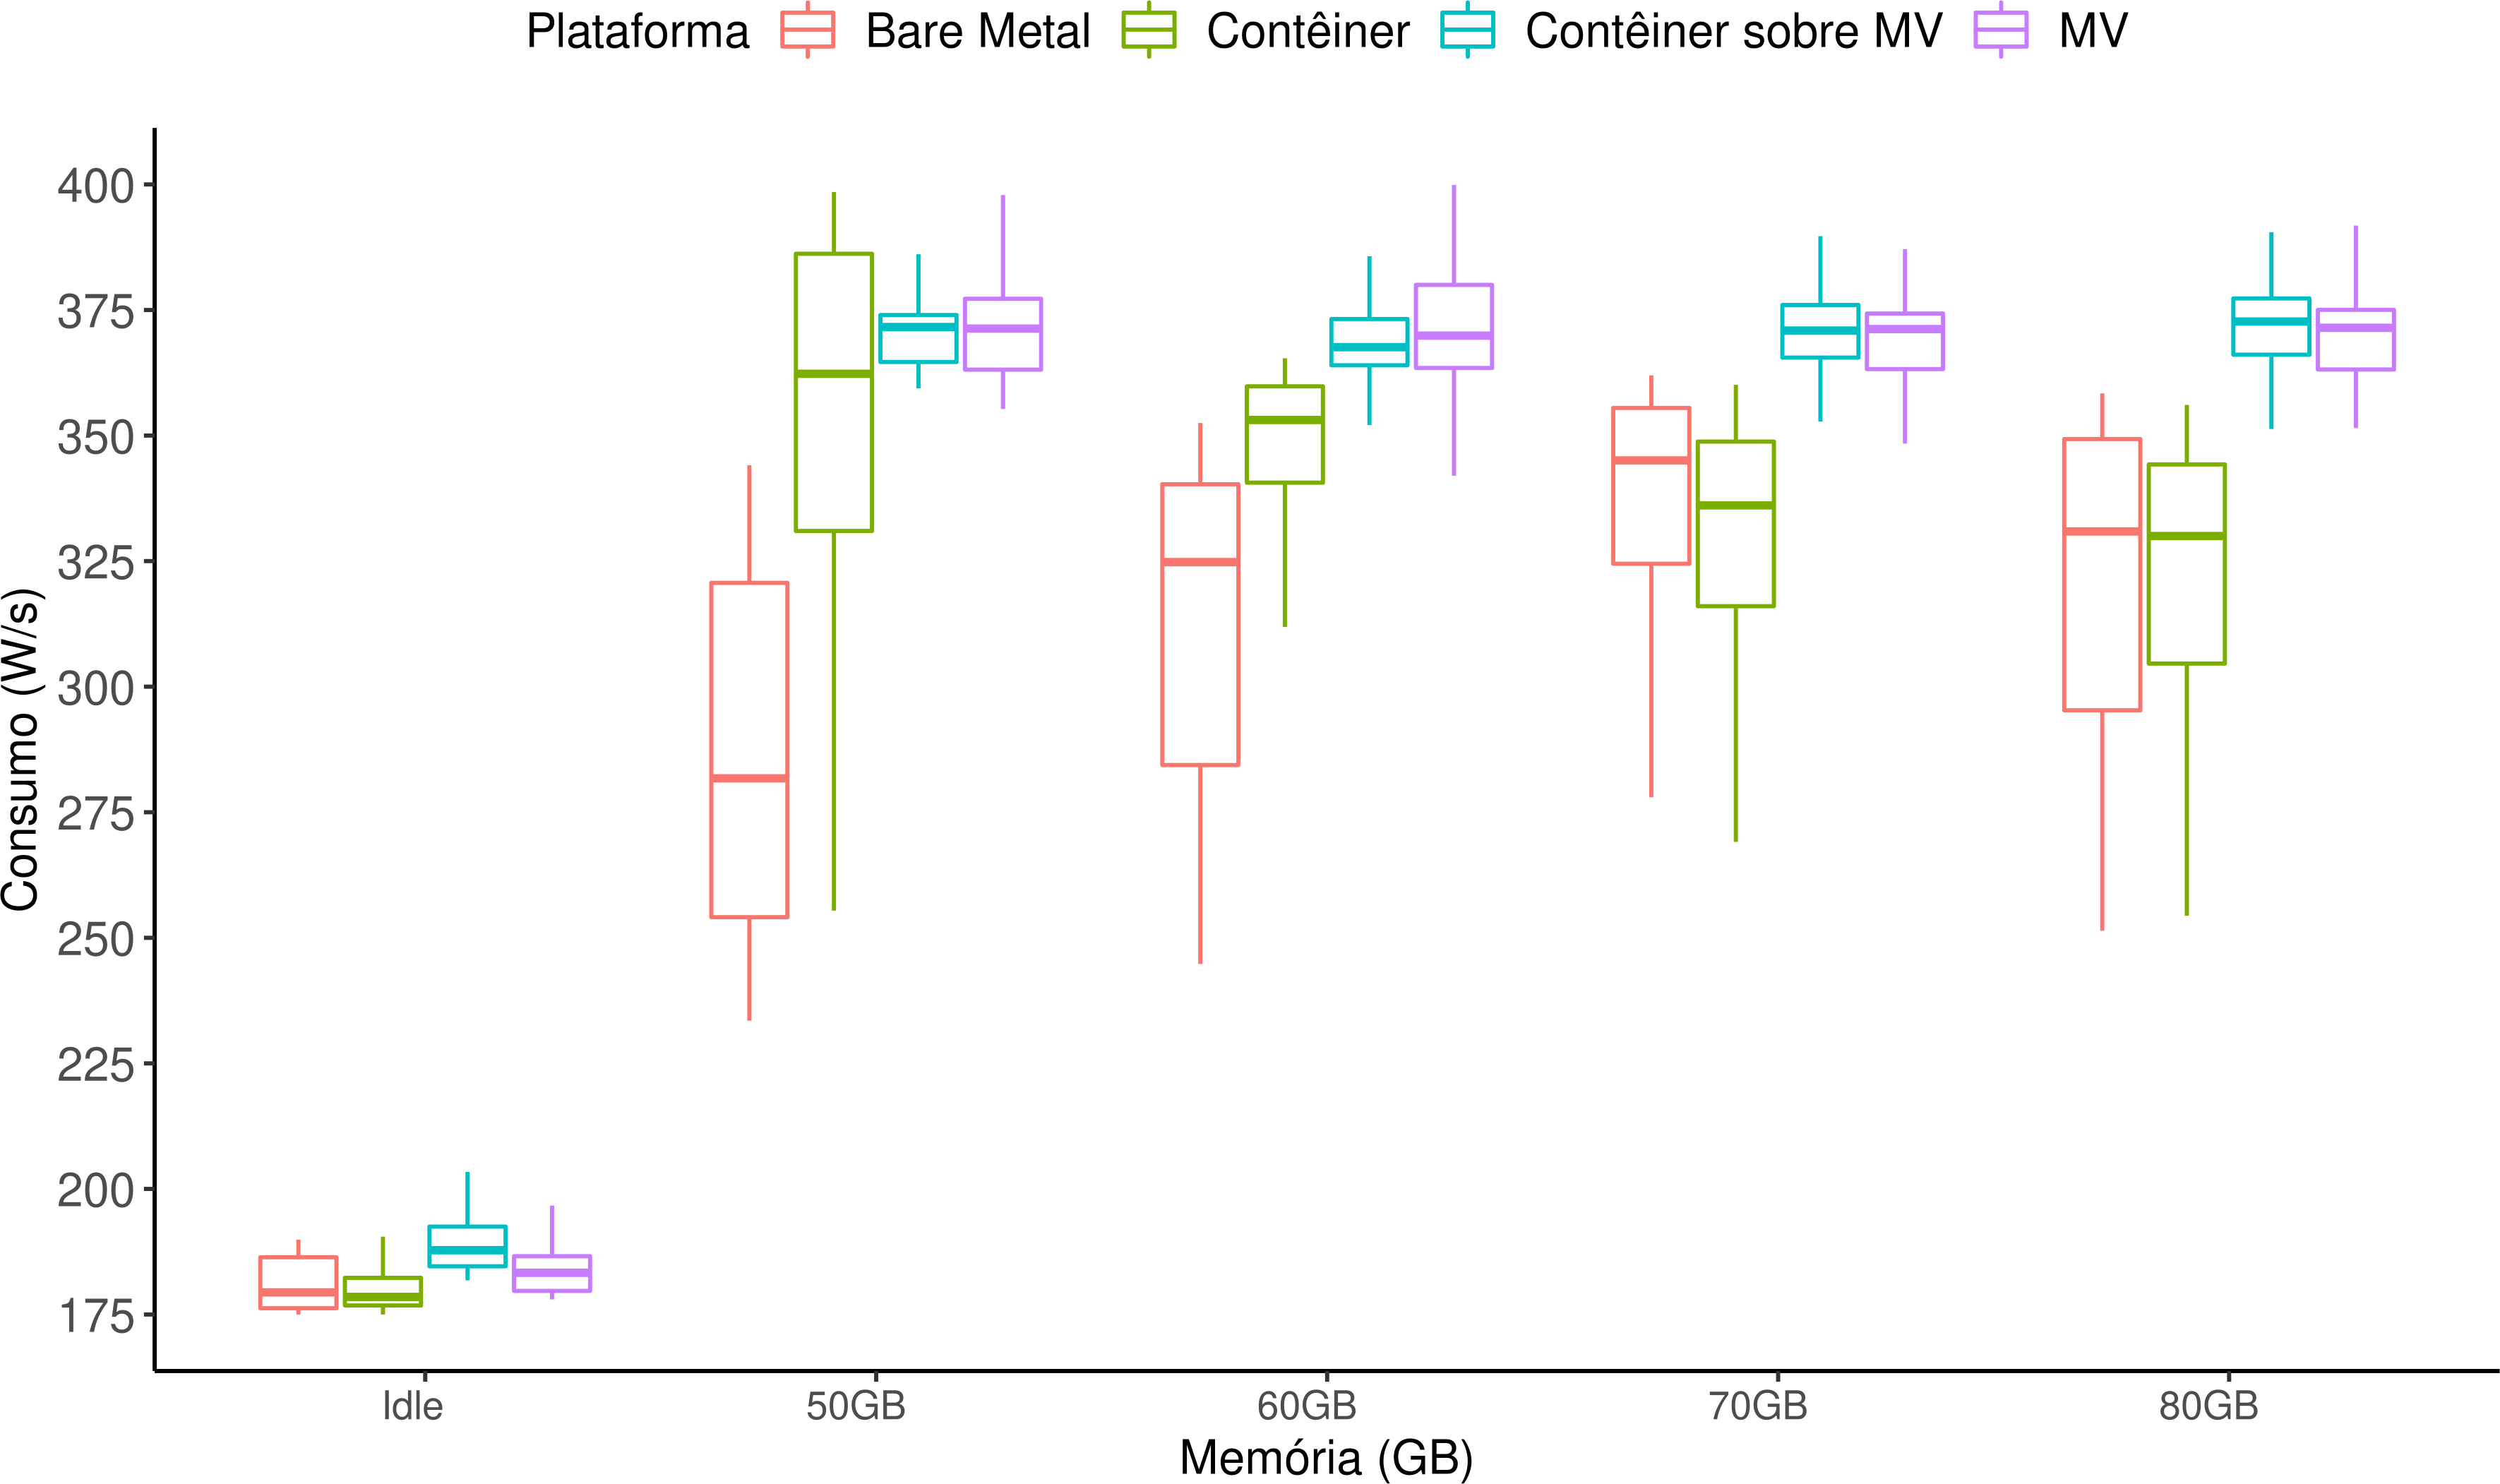 Plataforma Bare Metal Contêiner Contêiner sobre MV MV
400
375
350
325
300
275
250
225
200
175
Consumo (W/s)
Idle 50GB 60GB 70GB 80GB
Memória (GB)